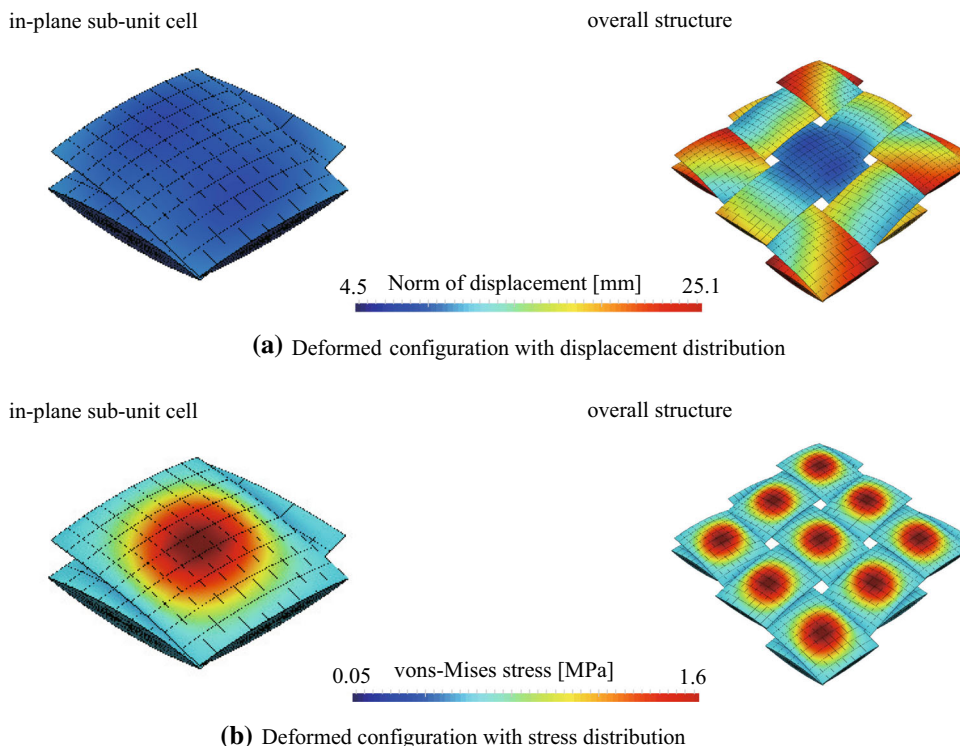 in-plane sub-unit cell
overall structure
4.5 Norm of displacement [mm] 25.1
(a) Deformed configuration with displacement distribution
in-plane sub-unit cell
overall structure
0.05 vons-Mises stress [MPa] 1.6
(b) Deformed configuration with stress distribution